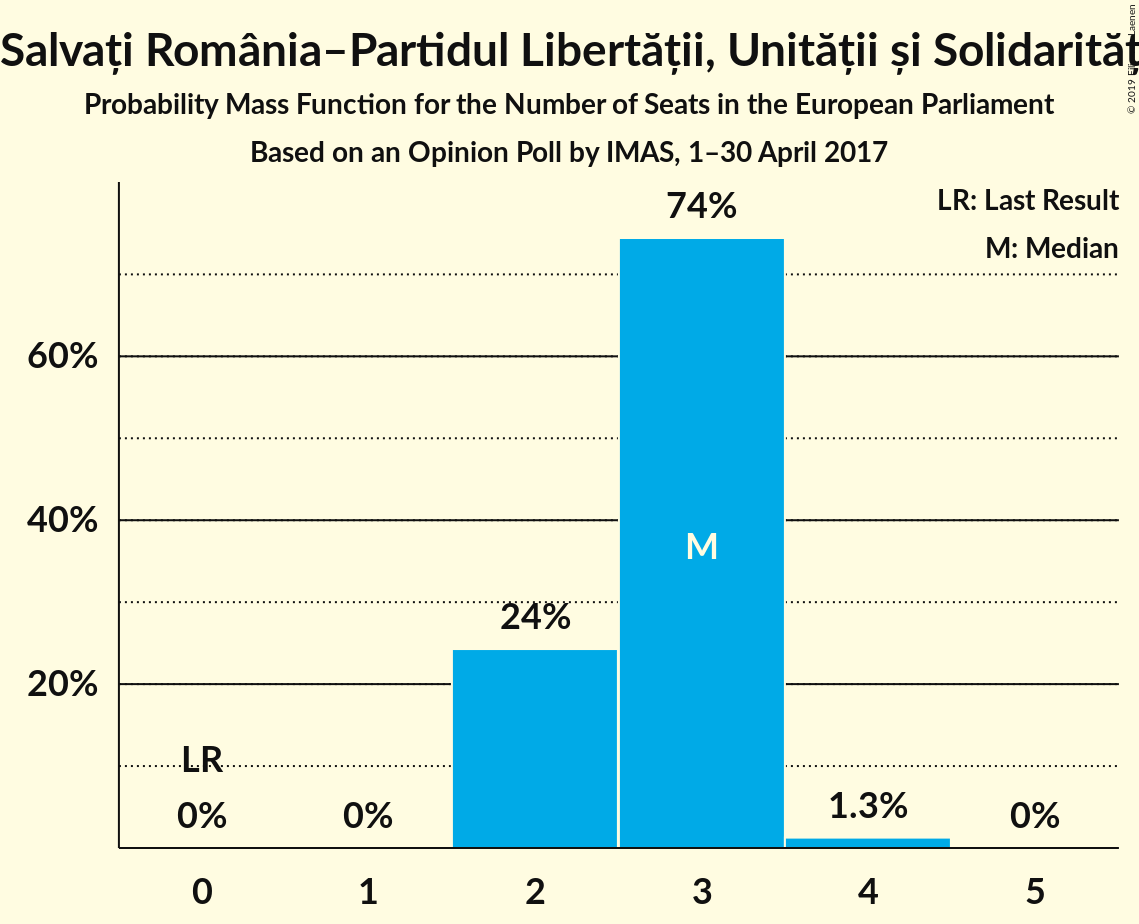 Salvați România–Partidul Libertății, Unității și Solidarităț
Probability Mass Function for the Number of Seats in the European Parliament
Based on an Opinion Poll by IMAS, 1–30 April 2017
© 2019
LR: Last Result
M: Median
74%
60%
40%
M
24%
20%
LR
0%
0%
1.3%
0%
0 1 2 3 4 5